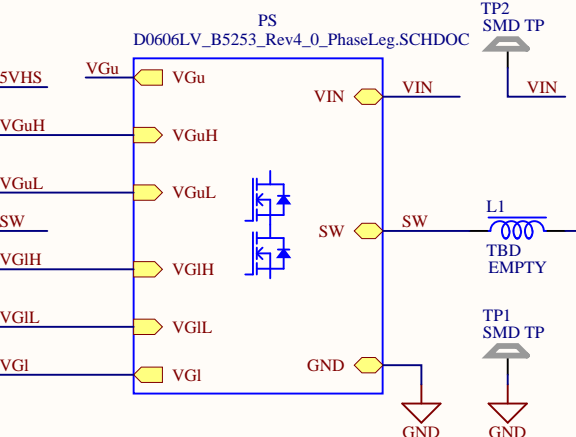 TP2
SMD TP
PS
D0606LV_B5253_Rev4_0_PhaseLeg.SCHDOC
5VHS
VGu
VGu
VIN
VIN
VIN
VGuH
VGuH
VGuL
VGuL
SW
SW
SW
L1
TBD
EMPTY
VGlH
VGlH
VGlL
VGlL
TP1
SMD TP
VGl
VGl
GND
GND
GND